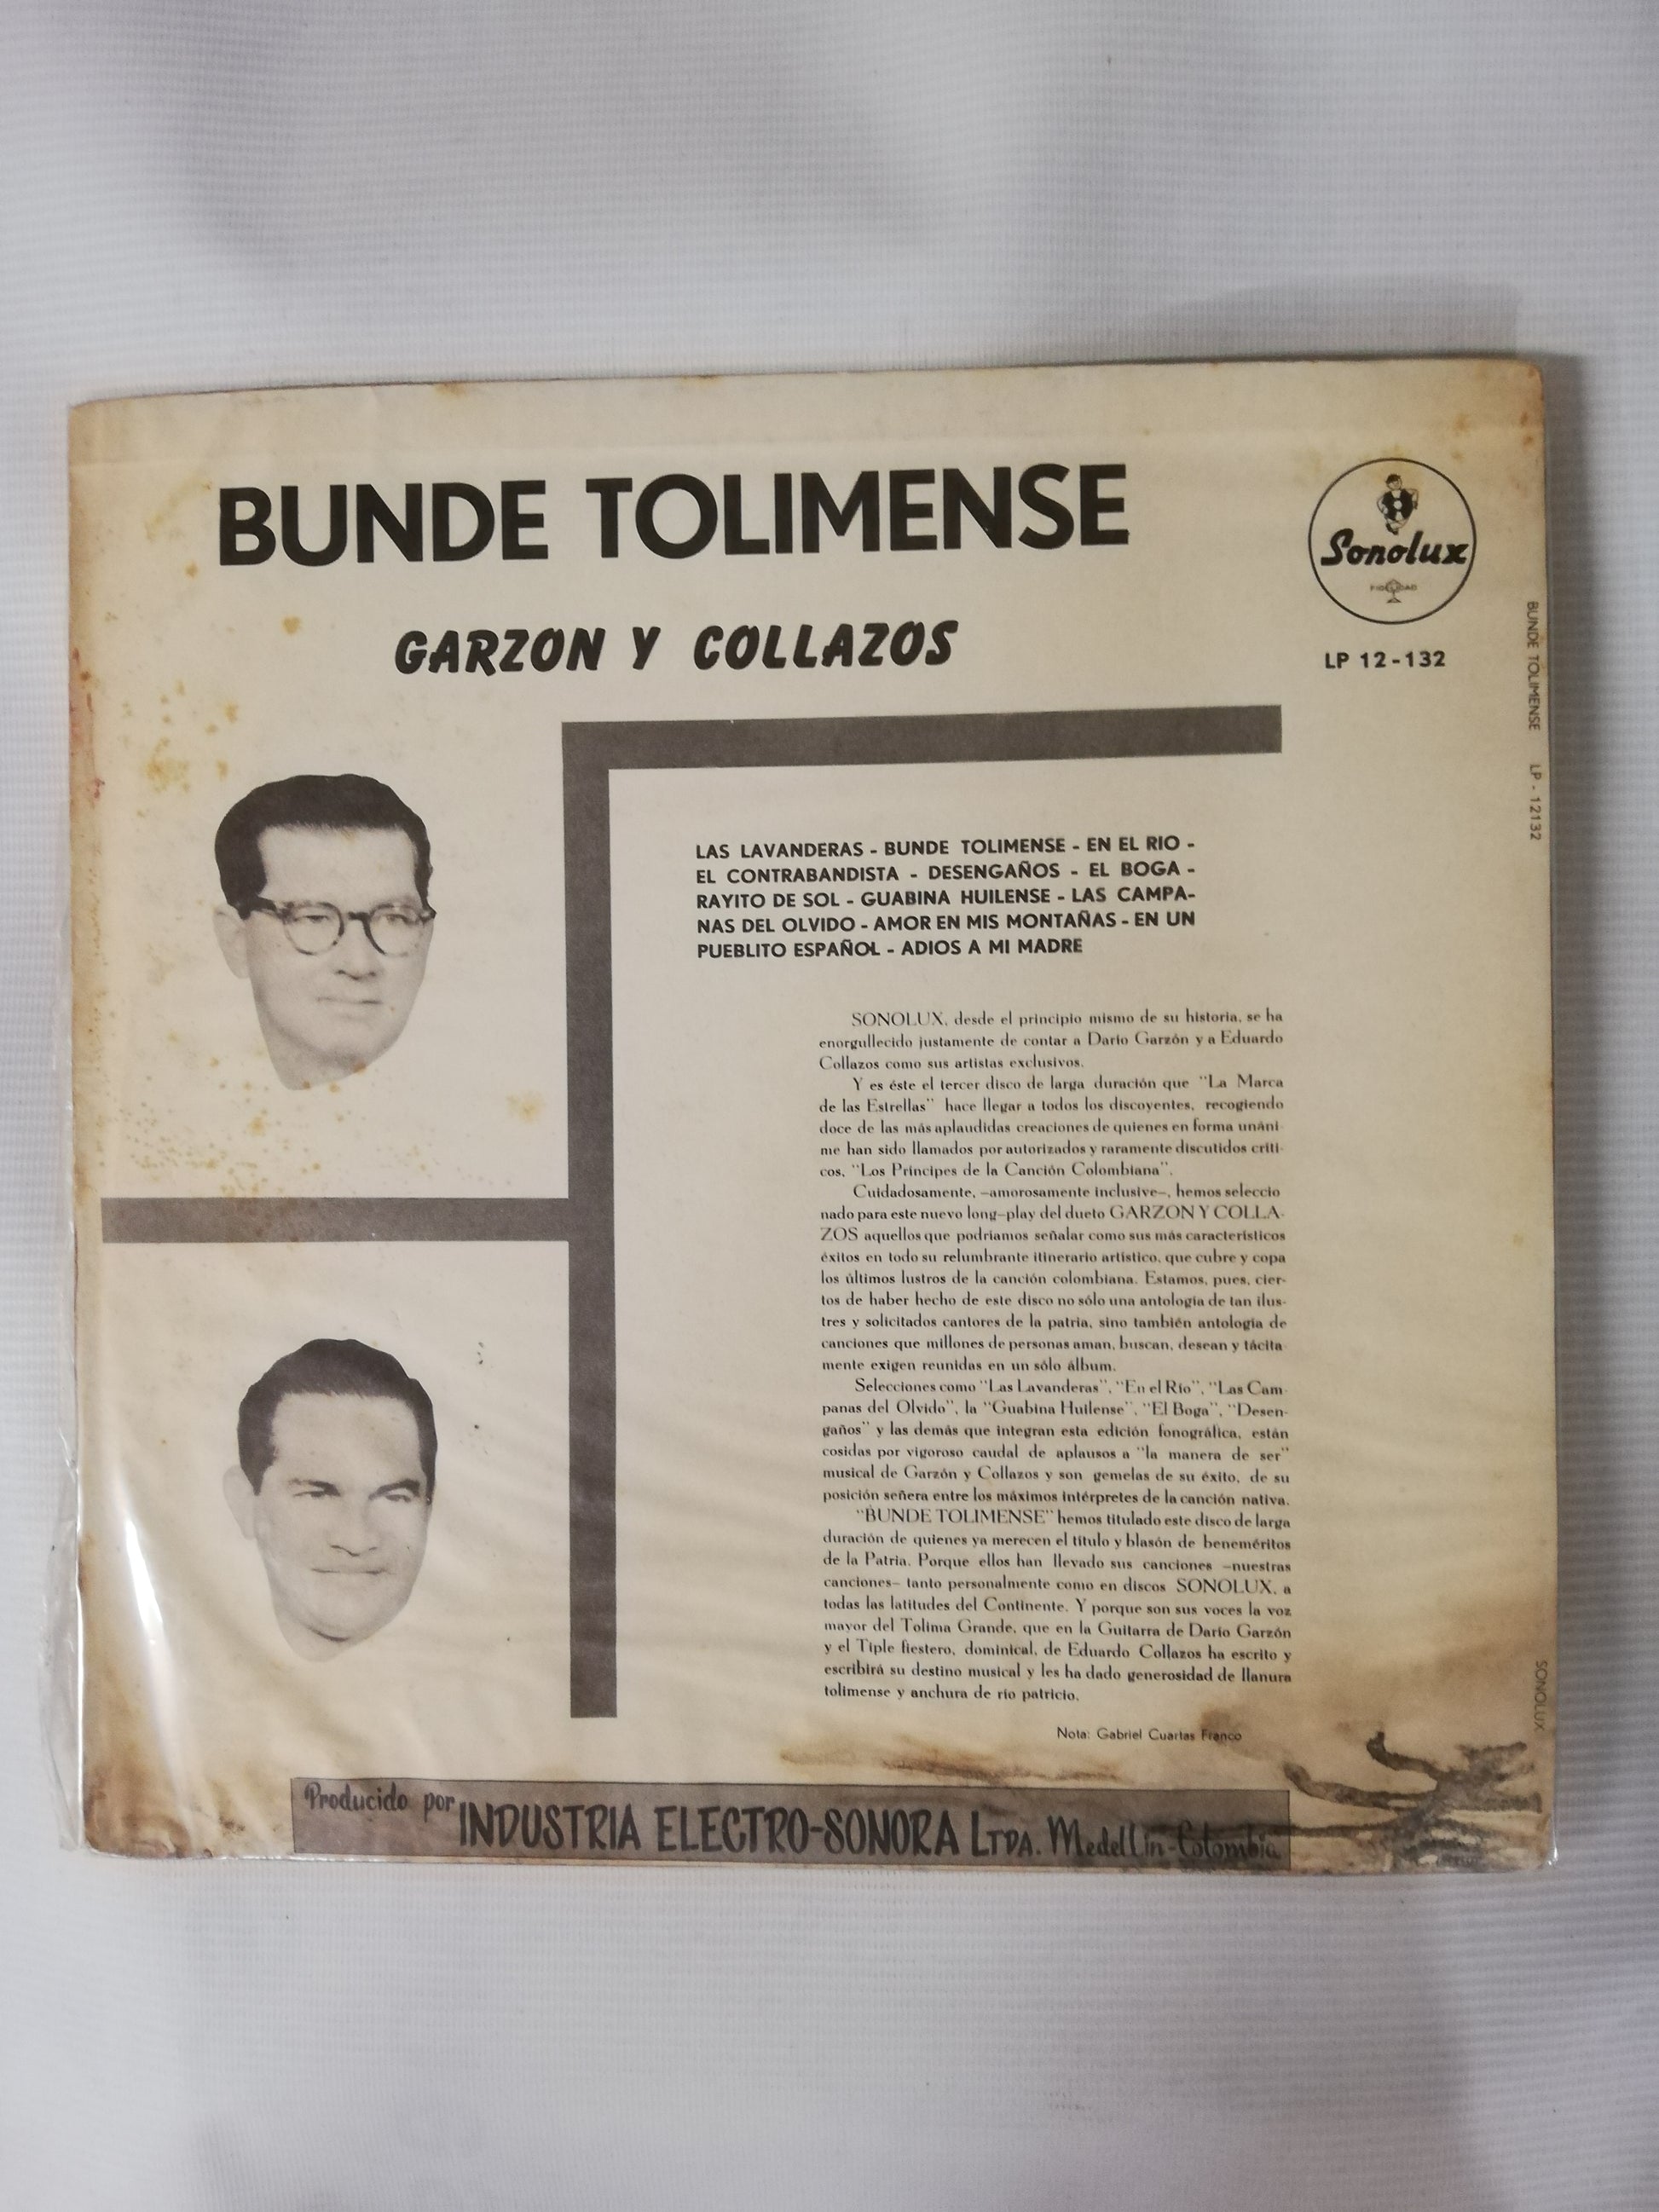 BUNDE TOLIMENSE
GARZON Y COLLAZOS
Sonolux
FIDELIDAD
LP 12-132
BUNDE TOLIMENSE LP - 12132
SONOLUX
LAS LAVANDERAS - BUNDE TOLIMENSE - EN EL RIO -
EL CONTRABANDISTA - DESENGAÑOS - EL BOGA -
RAYITO DE SOL - GUABINA HUILENSE - LAS CAMPA-
NAS DEL OLVIDO - AMOR EN MIS MONTAÑAS - EN UN
PUEBLITO ESPAÑOL - ADIOS A MI MADRE
SONOLUX, desde el principio mismo de su historia, se ha
enorgullecido justamente de contar a Darío Garzón y a Eduardo
Collazos como sus artistas exclusivos.
Y es éste el tercer disco de larga duración que "La Marca
de las Estrellas" hace llegar a todos los discoyentes, recogiendo
doce de las más aplaudidas creaciones de quienes en forma unáni-
me han sido llamados por autorizados y raramente discutidos críti-
cos, "Los Príncipes de la Canción Colombiana".
Cuidadosamente, –amorosamente inclusive–, hemos seleccio
nado para este nuevo long–play del dueto GARZON Y COLLA-
ZOS aquellos que podríamos señalar como sus más característicos
éxitos en todo su relumbrante itinerario artístico, que cubre y copa
los últimos lustros de la canción colombiana. Estamos, pues, cier-
tos de haber hecho de este disco no sólo una antología de tan ilus-
tres y solicitados cantores de la patria, sino también antología de
canciones que millones de personas aman, buscan, desean y tácita-
mente exigen reunidas en un sólo álbum.
Selecciones como "Las Lavanderas", "En el Río", "Las Cam-
panas del Olvido", la "Guabina Huilense", "El Boga", "Desen-
gaños" y las demás que integran esta edición fonográfica, están
cosidas por vigoroso caudal de aplausos a "la manera de ser"
musical de Garzón y Collazos y son gemelas de su éxito, de su
posición señera entre los máximos intérpretes de la canción nativa.
"BUNDE TOLIMENSE" hemos titulado este disco de larga
duración de quienes ya merecen el título y blasón de beneméritos
de la Patria. Porque ellos han llevado sus canciones –nuestras
canciones– tanto personalmente como en discos SONOLUX, a
todas las latitudes del Continente. Y porque son sus voces la voz
mayor del Tolima Grande, que en la Guitarra de Darío Garzón
y el Tiple fiestero, dominical, de Eduardo Collazos ha escrito y
escribirá su destino musical y les ha dado generosidad de llanura
tolimense y anchura de río patricio.
Nota: Gabriel Cuartas Franco
Producido por INDUSTRIA ELECTRO-SONORA LTDA. Medellín-Colombia